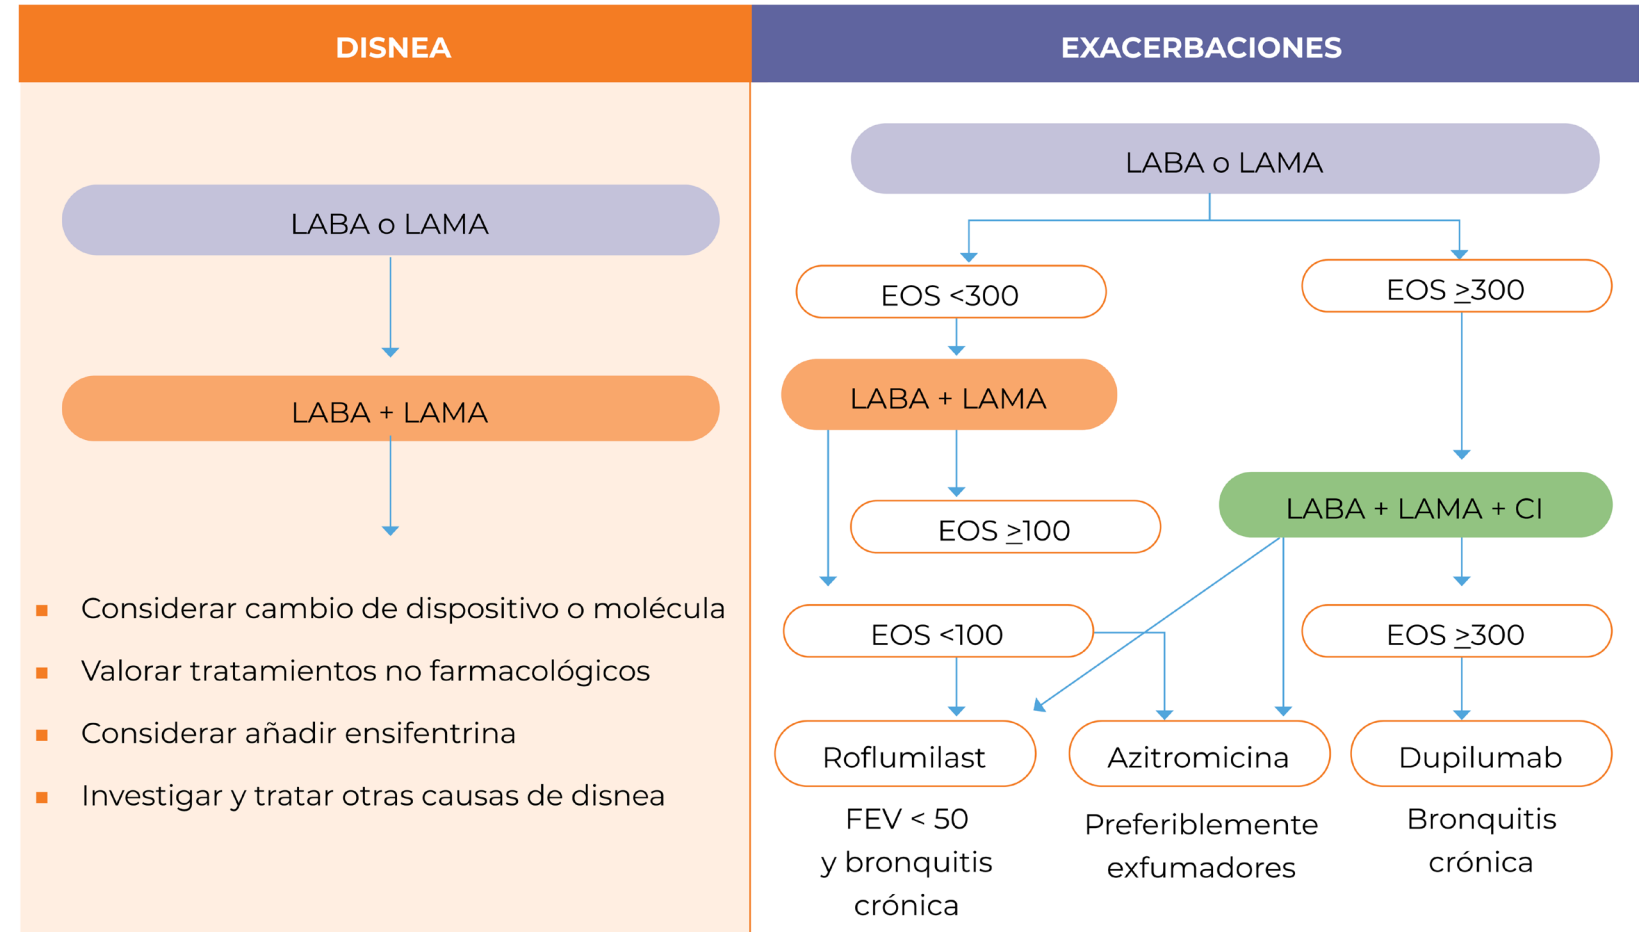 DISNEA
LABA o LAMA
LABA + LAMA
▪ Considerar cambio de dispositivo o molécula
▪ Valorar tratamientos no farmacológicos
▪ Considerar añadir ensifentrina
▪ Investigar y tratar otras causas de disnea
EXACERBACIONES
LABA o LAMA
EOS <300
EOS ≥300
LABA + LAMA
LABA + LAMA + CI
EOS ≥100
EOS <100
EOS ≥300
Roflumilast
FEV < 50
y bronquitis
crónica
Azitromicina
Preferiblemente
exfumadores
Dupilumab
Bronquitis
crónica